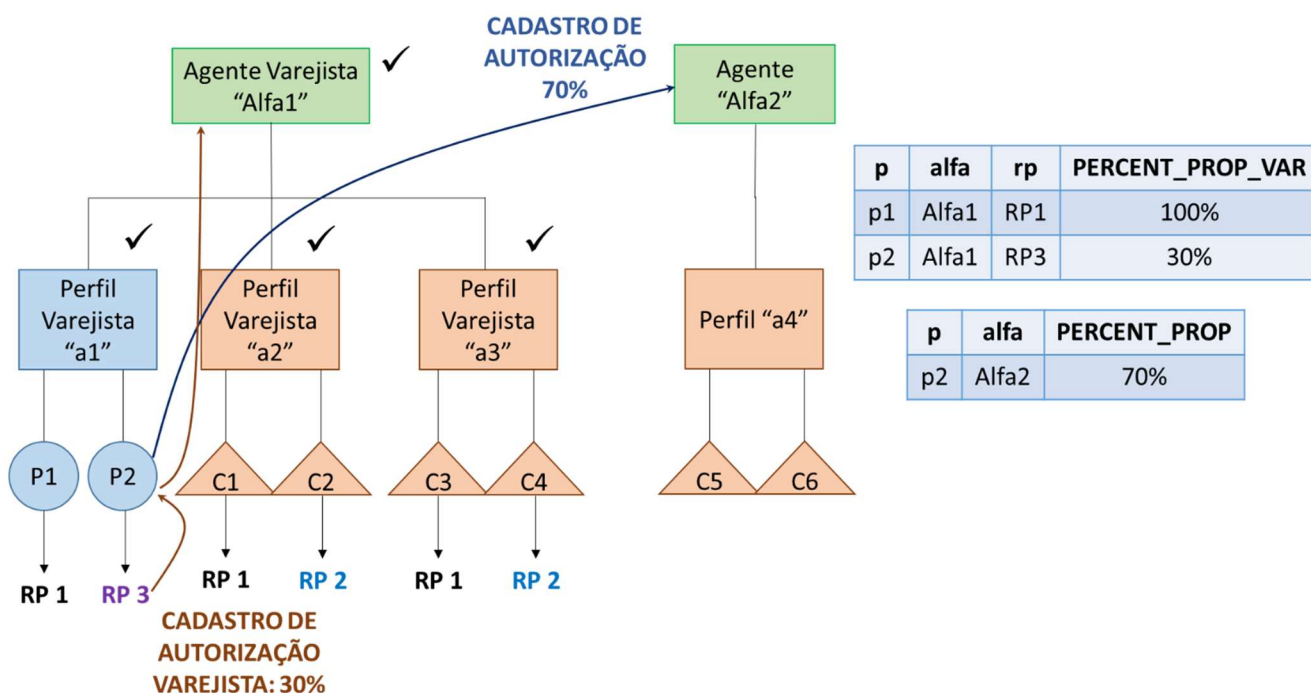 CADASTRO DE
AUTORIZAÇÃO
70%
Agente Varejista
“Alfa1”
Agente
“Alfa2”
p alfa rp PERCENT_PROP_VAR
p1 Alfa1 RP1 100%
p2 Alfa1 RP3 30%
Perfil
Varejista
“a1”
Perfil
Varejista
“a2”
Perfil
Varejista
“a3”
Perfil “a4”
p alfa PERCENT_PROP
p2 Alfa2 70%
P1 P2 C1 C2 C3 C4 C5 C6
RP 1 RP 3 RP 1 RP 2 RP 1 RP 2
CADASTRO DE
AUTORIZAÇÃO
VAREJISTA: 30%